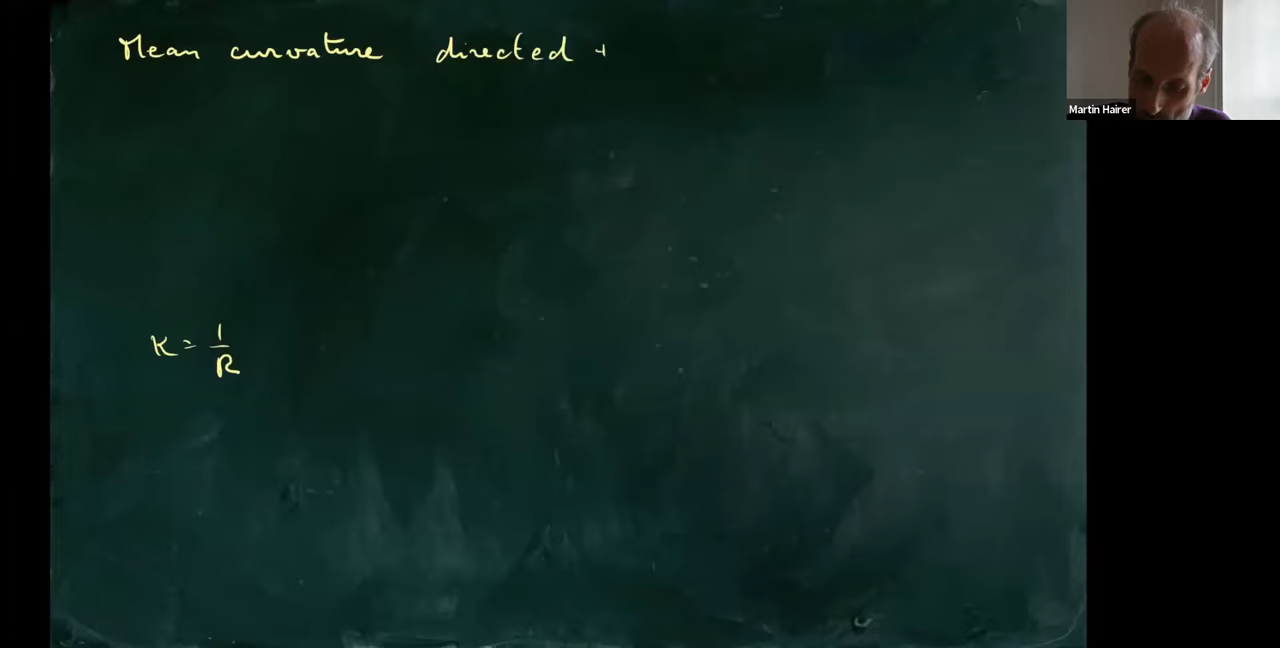 Mean curvature directed
Martin Hairer
K = 1/R